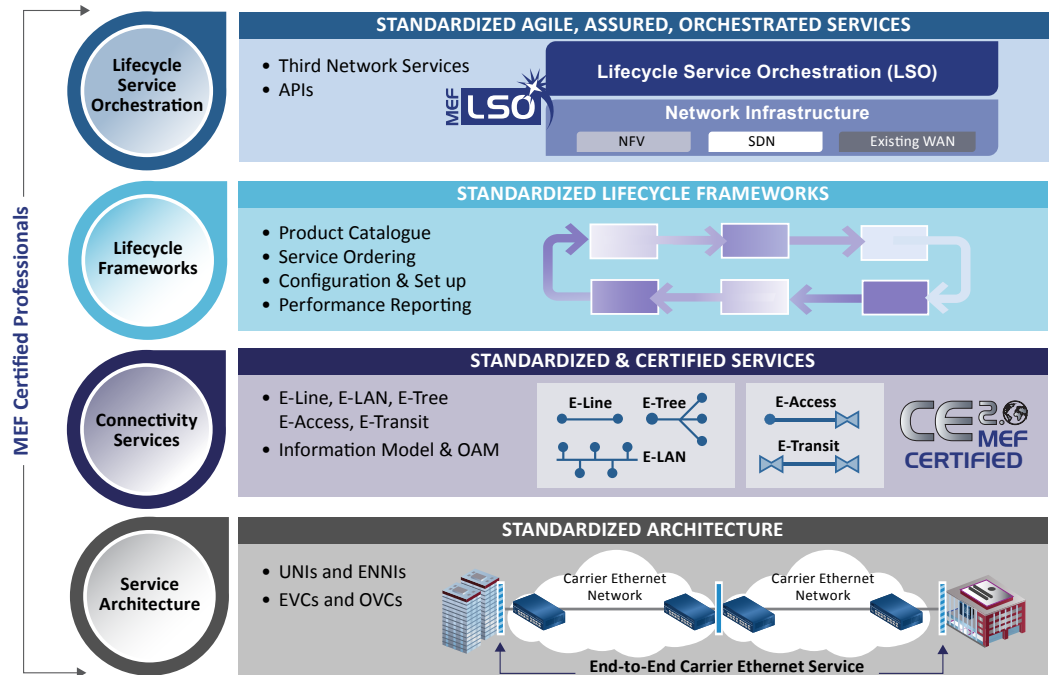 MEF Certified Professionals
Lifecycle
Service
Orchestration
STANDARDIZED AGILE, ASSURED, ORCHESTRATED SERVICES
• Third Network Services
• APIs
MEF LSO
Lifecycle Service Orchestration (LSO)
Network Infrastructure
NFV
SDN
Existing WAN
Lifecycle
Frameworks
STANDARDIZED LIFECYCLE FRAMEWORKS
• Product Catalogue
• Service Ordering
• Configuration & Set up
• Performance Reporting
Connectivity
Services
STANDARDIZED & CERTIFIED SERVICES
• E-Line, E-LAN, E-Tree
E-Access, E-Transit
• Information Model & OAM
E-Line
E-Tree
E-LAN
E-Access
E-Transit
CE 2.0
MEF
CERTIFIED
Service
Architecture
STANDARDIZED ARCHITECTURE
• UNIs and ENNIs
• EVCs and OVCs
Carrier Ethernet
Network
Carrier Ethernet
Network
End-to-End Carrier Ethernet Service